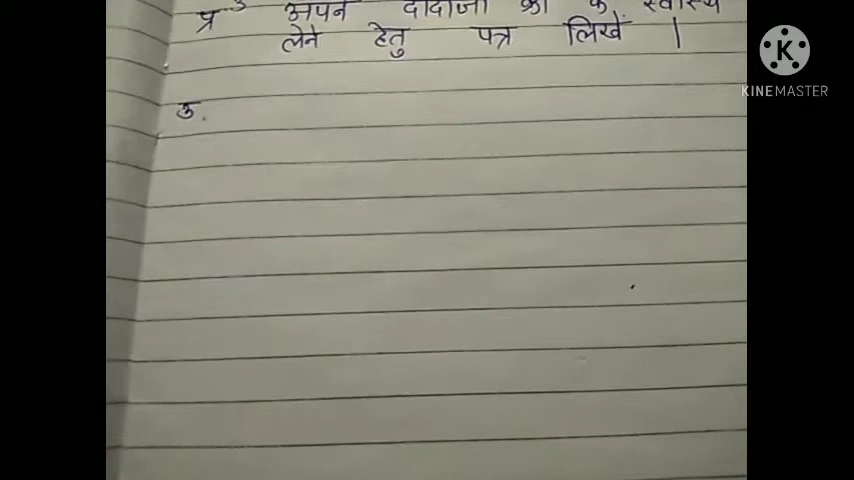 प्र अपने दादाजी को के स्वास्थ्य
लेने हेतु पत्र लिखें |
उ.
K
KINEMASTER